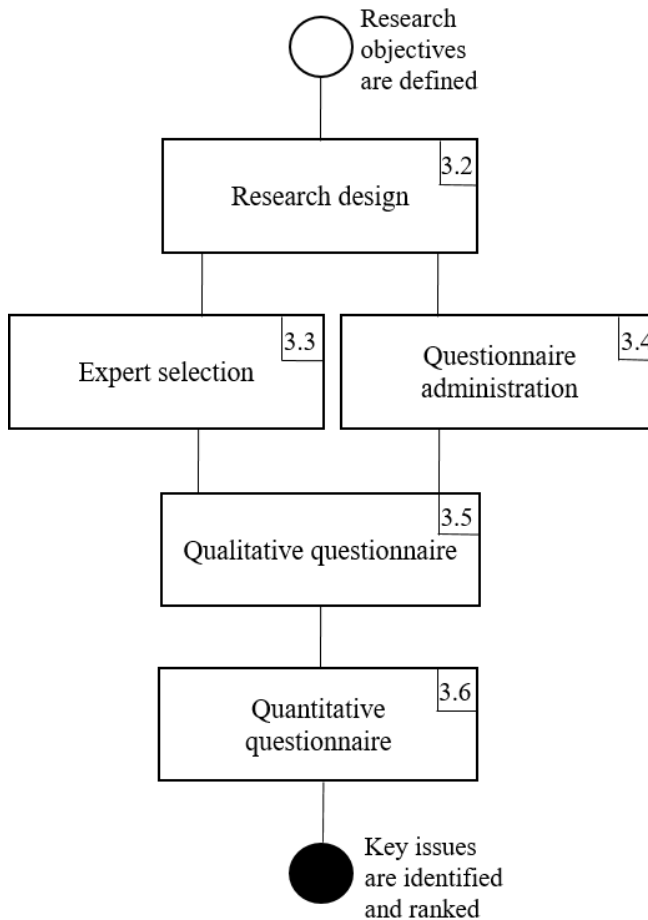 Research
objectives
are defined
3.2
Research design
3.3
Expert selection
3.4
Questionnaire
administration
3.5
Qualitative questionnaire
3.6
Quantitative
questionnaire
Key issues
are identified
and ranked